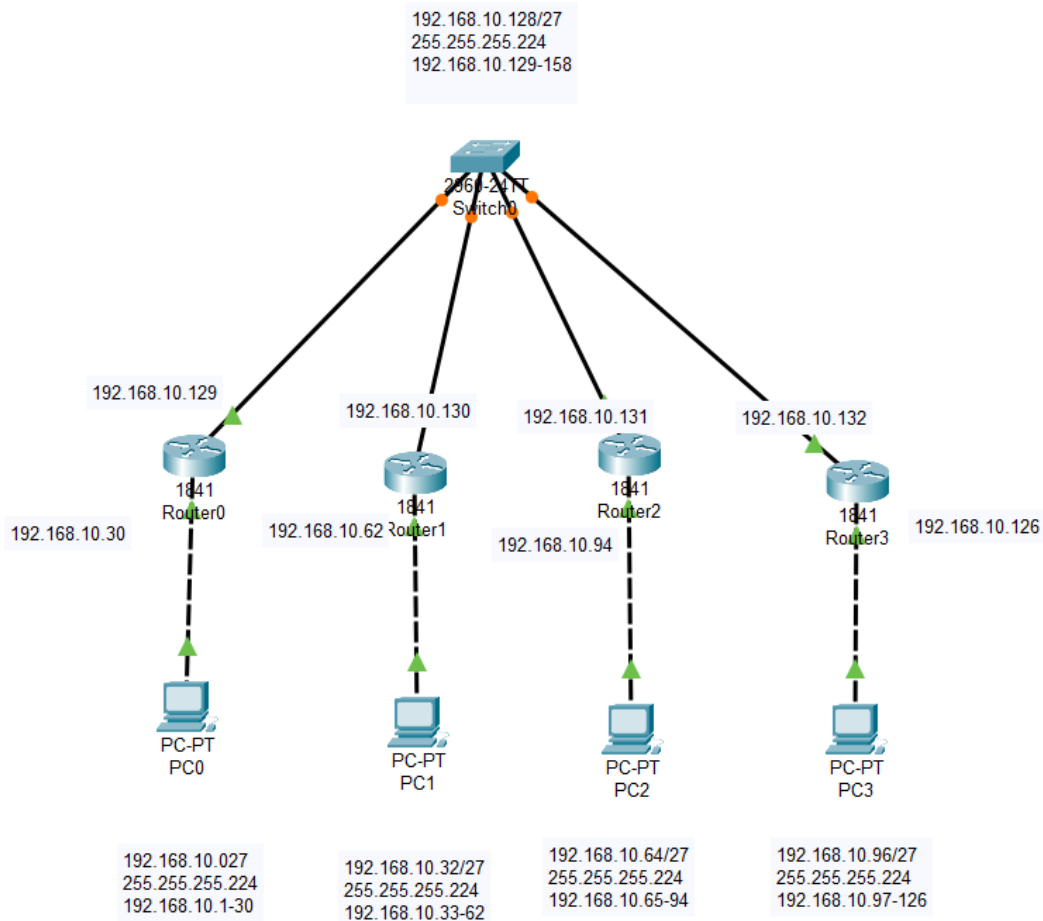 192.168.10.128/27
255.255.255.224
192.168.10.129-158
2960-24TT
Switch0
192.168.10.129
192.168.10.130
192.168.10.131
192.168.10.132
1841
Router0
1841
Router1
1841
Router2
1841
Router3
192.168.10.30
192.168.10.62
192.168.10.94
192.168.10.126
PC-PT
PC0
PC-PT
PC1
PC-PT
PC2
PC-PT
PC3
192.168.10.027
255.255.255.224
192.168.10.1-30
192.168.10.32/27
255.255.255.224
192.168.10.33-62
192.168.10.64/27
255.255.255.224
192.168.10.65-94
192.168.10.96/27
255.255.255.224
192.168.10.97-126